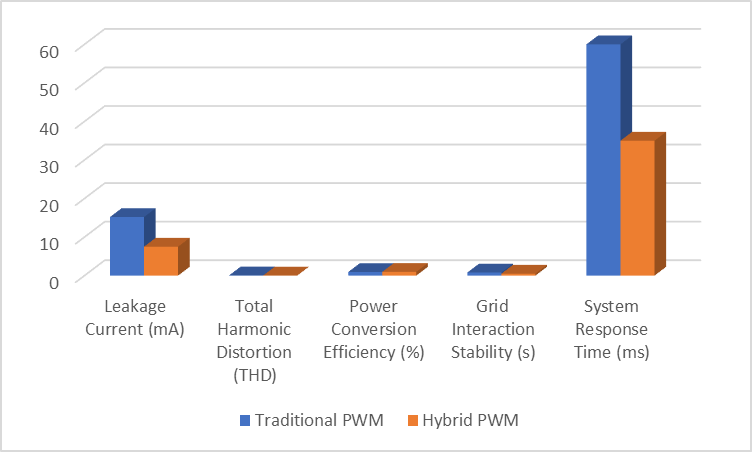 60
50
40
30
20
10
0
Leakage
Current (mA)
Total
Harmonic
Distortion
(THD)
Power
Conversion
Efficiency (%)
Grid
Interaction
Stability (s)
System
Response
Time (ms)
Traditional PWM
Hybrid PWM